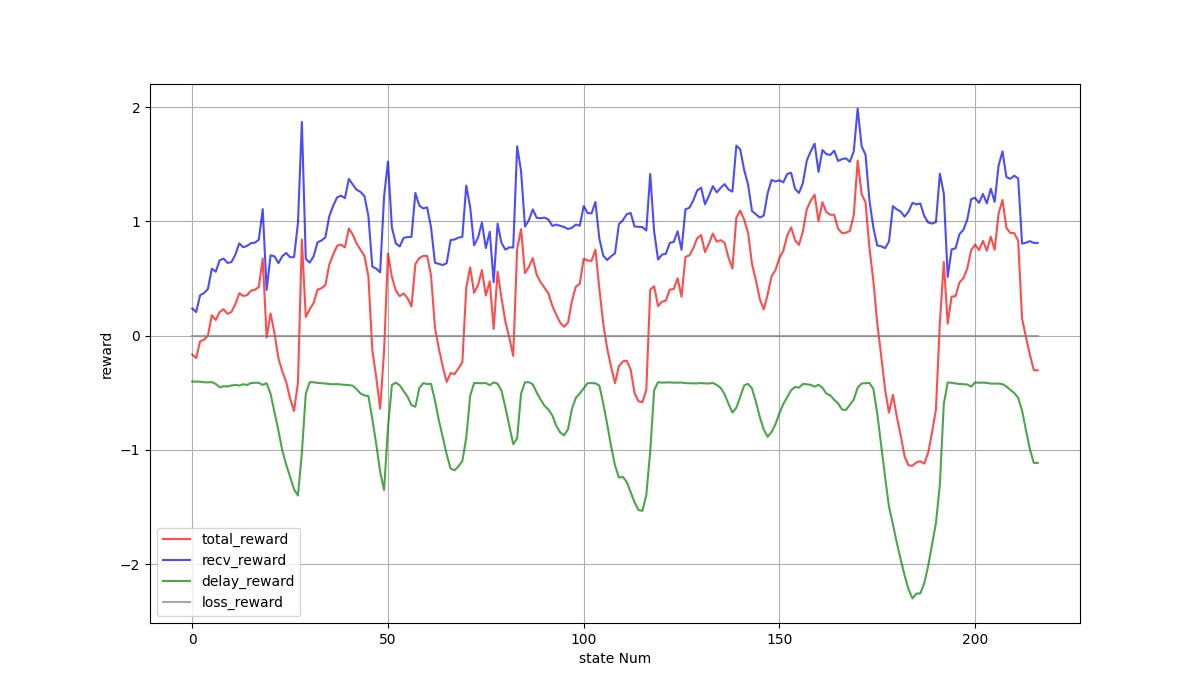 2
1
0
−1
−2
reward
total_reward
recv_reward
delay_reward
loss_reward
0 50 100 150 200
state Num